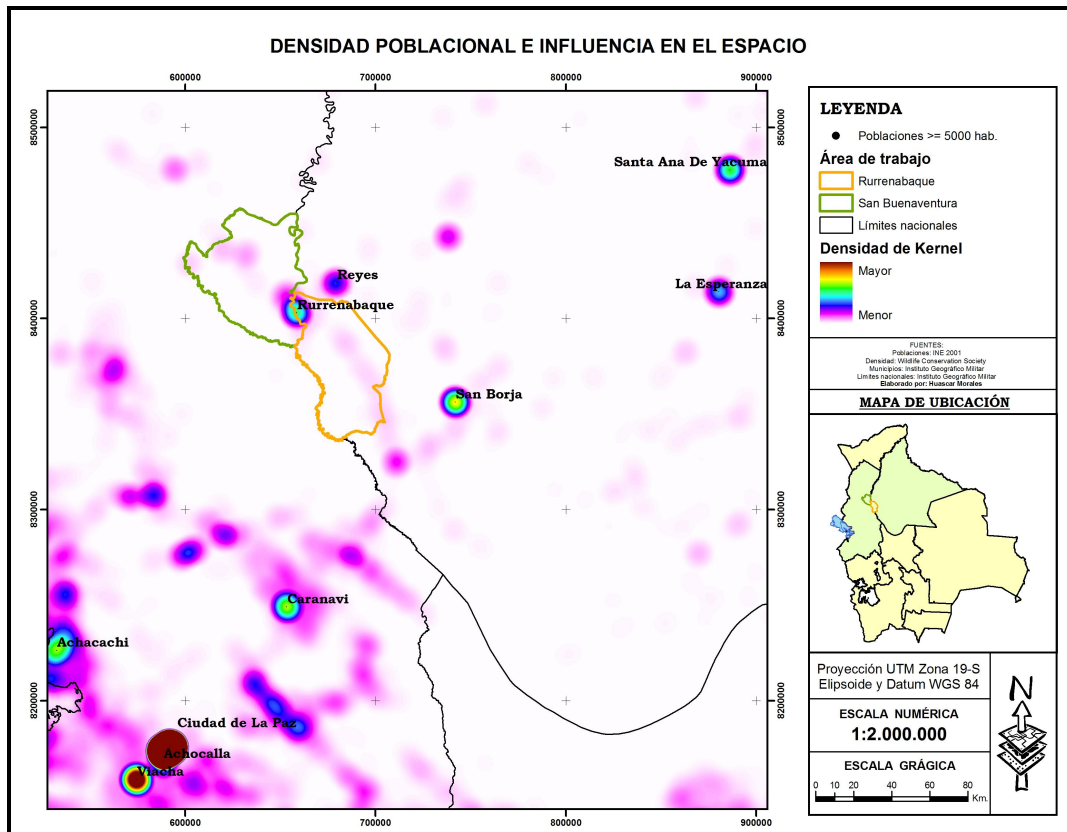 DENSIDAD POBLACIONAL E INFLUENCIA EN EL ESPACIO
600000
700000
800000
900000
8500000
8400000
8300000
8200000
8500000
8400000
8300000
8200000
Santa Ana De Yacuma
Reyes
La Esperanza
Rurrenabaque
San Borja
Caranavi
Achacachi
Ciudad de La Paz
Achocalla
Viacha
600000
700000
800000
900000
LEYENDA
Poblaciones >= 5000 hab.
Área de trabajo
Rurrenabaque
San Buenaventura
Límites nacionales
Densidad de Kernel
Mayor
Menor
FUENTES:
Poblaciones: INE 2001
Densidad: Wildlife Conservation Society
Municipios: Instituto Geográfico Militar
Límites nacionales: Instituto Geográfico Militar
Elaborado por: Huascar Morales
MAPA DE UBICACIÓN
Proyección UTM Zona 19-S
Elipsoide y Datum WGS 84
ESCALA NUMÉRICA
1:2.000.000
ESCALA GRÁGICA
0 10 20 40 60 80
Km.
N